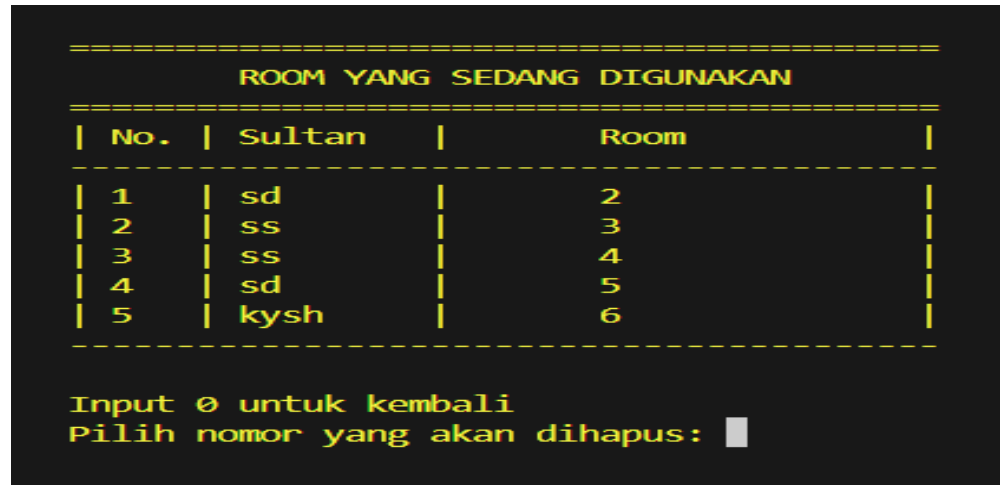 =========================================
ROOM YANG SEDANG DIGUNAKAN
=========================================
| No. | Sultan | Room |
-----------------------------------------
| 1 | sd | 2 |
| 2 | ss | 3 |
| 3 | ss | 4 |
| 4 | sd | 5 |
| 5 | kysh | 6 |
-----------------------------------------
Input 0 untuk kembali
Pilih nomor yang akan dihapus: